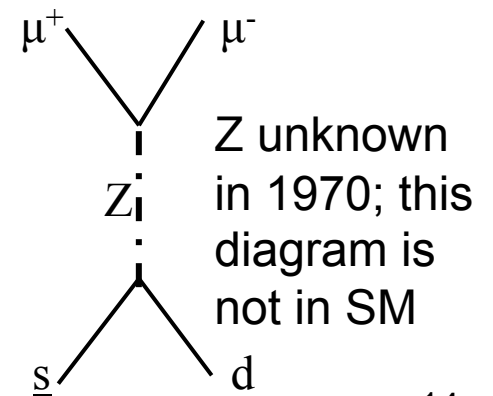 μ⁺ μ⁻
Z unknown
Z in 1970; this
diagram is
not in SM
s d